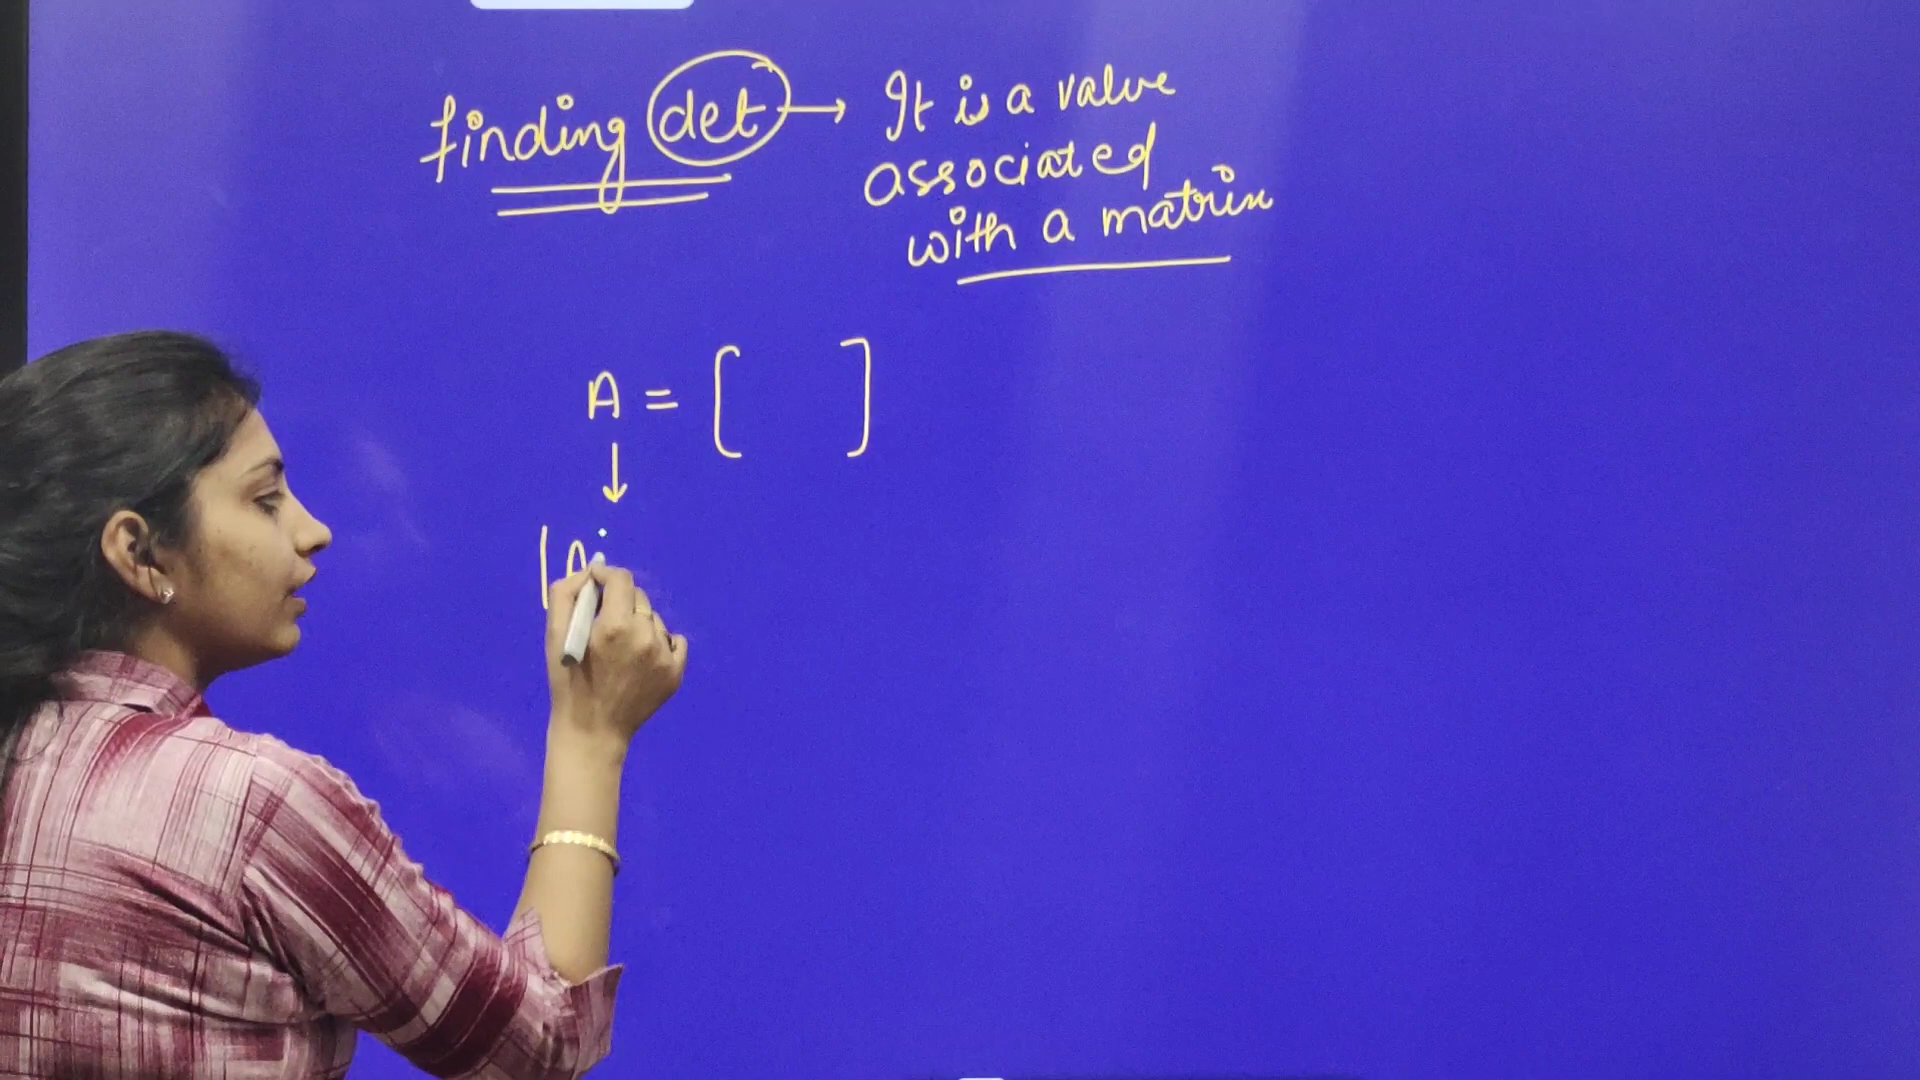 finding det → It is a value
associated
with a matrix
A = [ ]
↓
|A